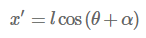 x′ = l cos (θ + α)